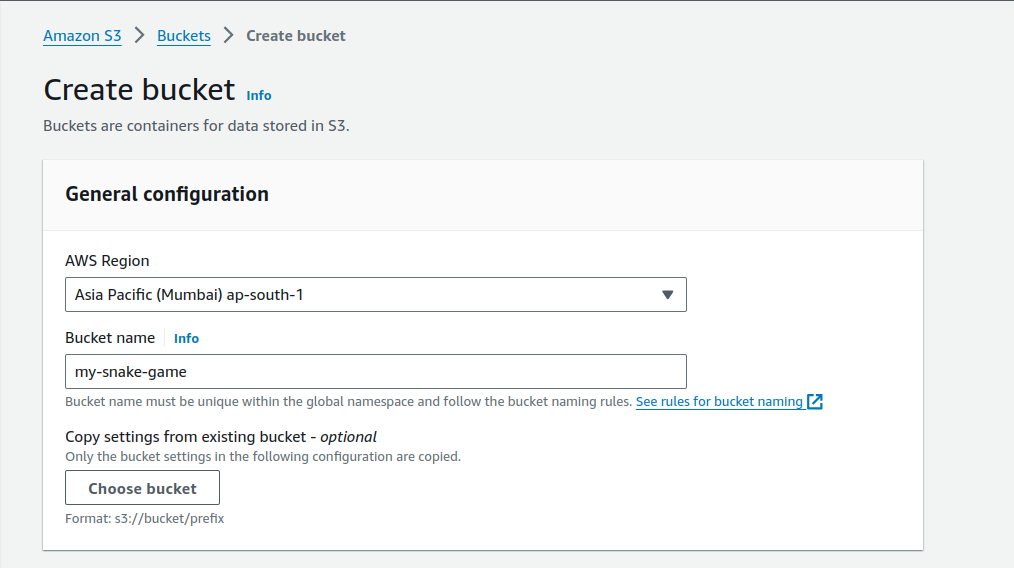 Amazon S3 > Buckets > Create bucket
Create bucket Info
Buckets are containers for data stored in S3.
General configuration
AWS Region
Asia Pacific (Mumbai) ap-south-1
Bucket name Info
my-snake-game
Bucket name must be unique within the global namespace and follow the bucket naming rules. See rules for bucket naming
Copy settings from existing bucket - optional
Only the bucket settings in the following configuration are copied.
Choose bucket
Format: s3://bucket/prefix